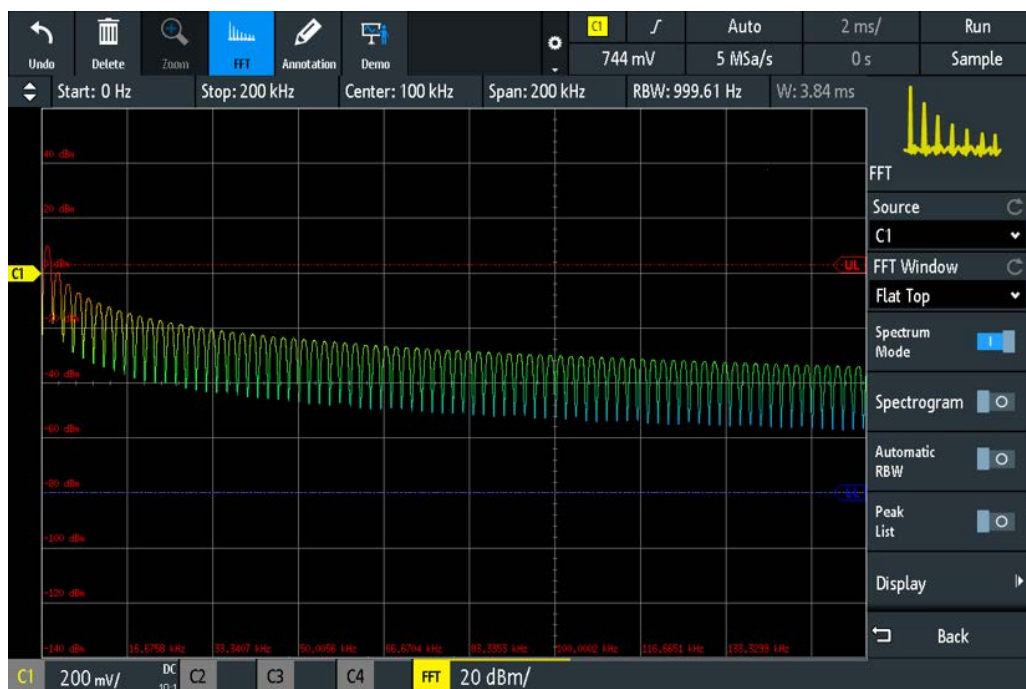 Undo
Delete
Zoom
FFT
Annotation
Demo
C1
Auto
2 ms/
Run
744 mV
5 MSa/s
0 s
Sample
Start: 0 Hz
Stop: 200 kHz
Center: 100 kHz
Span: 200 kHz
RBW: 999.61 Hz
W: 3.84 ms
40 dBm
20 dBm
C1
UL
-40 dBm
-60 dBm
-80 dBm
LL
-100 dBm
-120 dBm
-140 dBm
16.6758 kHz
33.3407 kHz
50.0056 kHz
66.6704 kHz
83.3353 kHz
100.0002 kHz
116.6651 kHz
133.3299 kHz
FFT
Source
C1
FFT Window
Flat Top
Spectrum
Mode
Spectrogram
Automatic
RBW
Peak
List
Display
Back
C1
200 mV/
DC
10:1
C2
C3
C4
FFT
20 dBm/